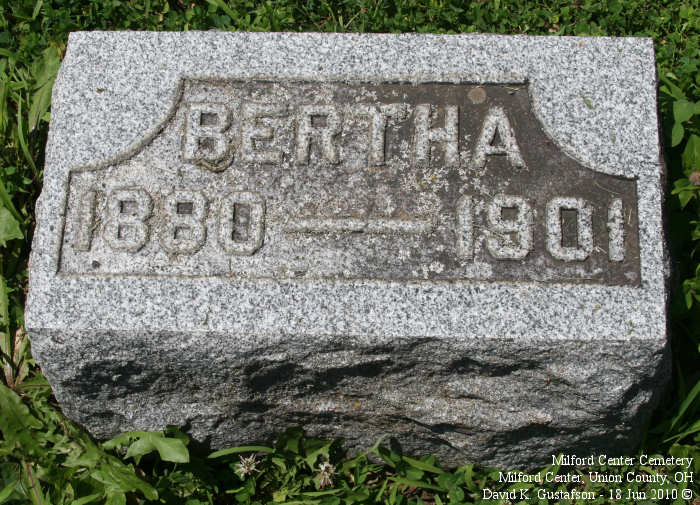 BERTHA
1880 — 1901
Milford Center Cemetery
Milford Center, Union County, OH
David K. Gustafson - 18 Jun 2010 ©